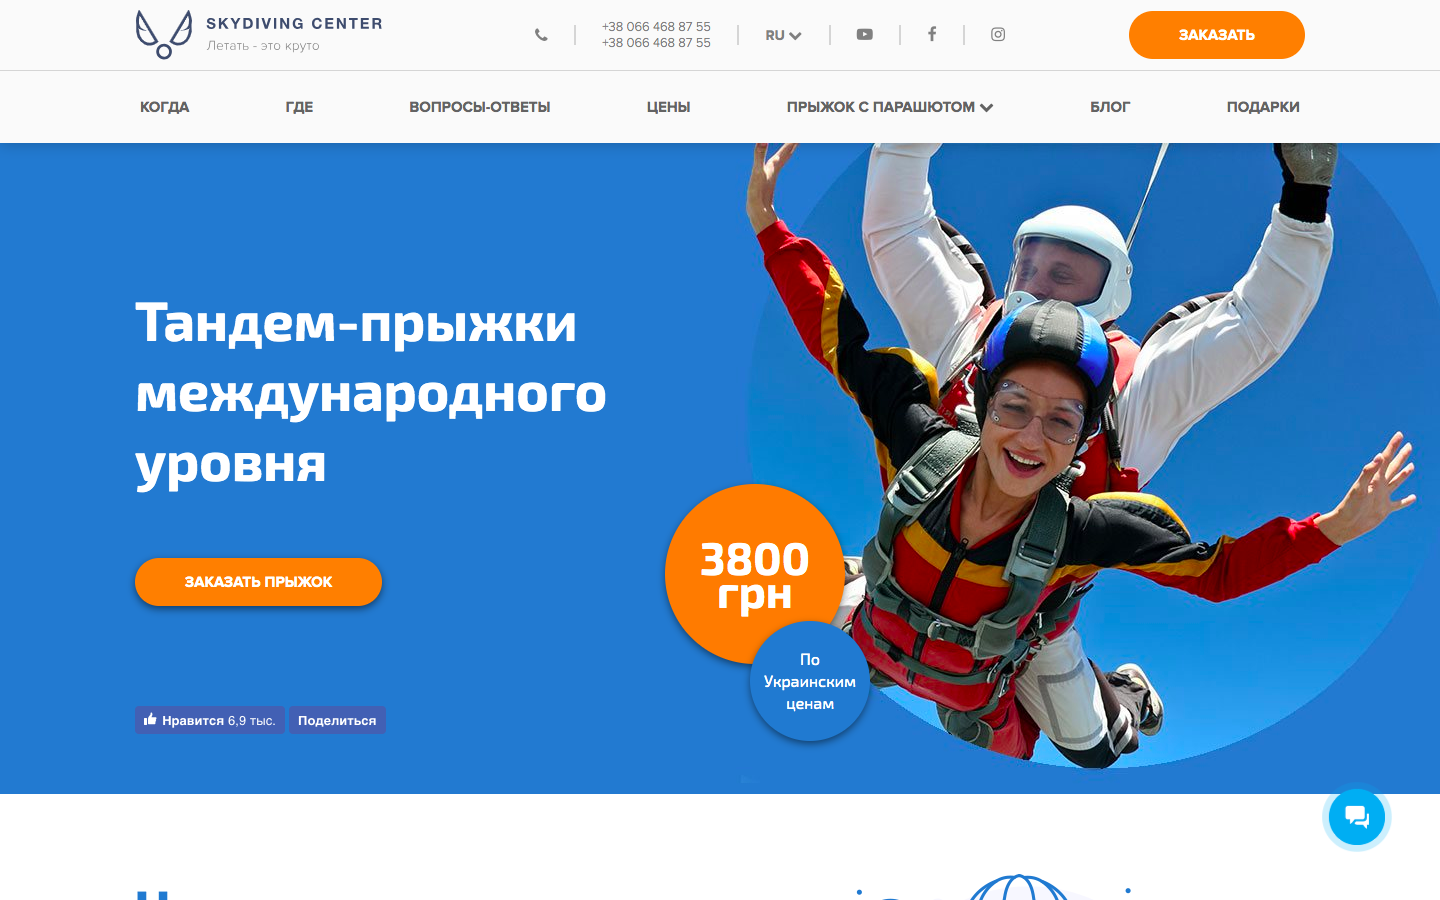 SKYDIVING CENTER
Летать - это круто
+38 066 468 87 55
+38 066 468 87 55
RU
ЗАКАЗАТЬ
КОГДА
ГДЕ
ВОПРОСЫ-ОТВЕТЫ
ЦЕНЫ
ПРЫЖОК С ПАРАШЮТОМ
БЛОГ
ПОДАРКИ
Тандем-прыжки
международного
уровня
ЗАКАЗАТЬ ПРЫЖОК
3800
грн
По
Украинским
ценам
Нравится 6,9 тыс.
Поделиться